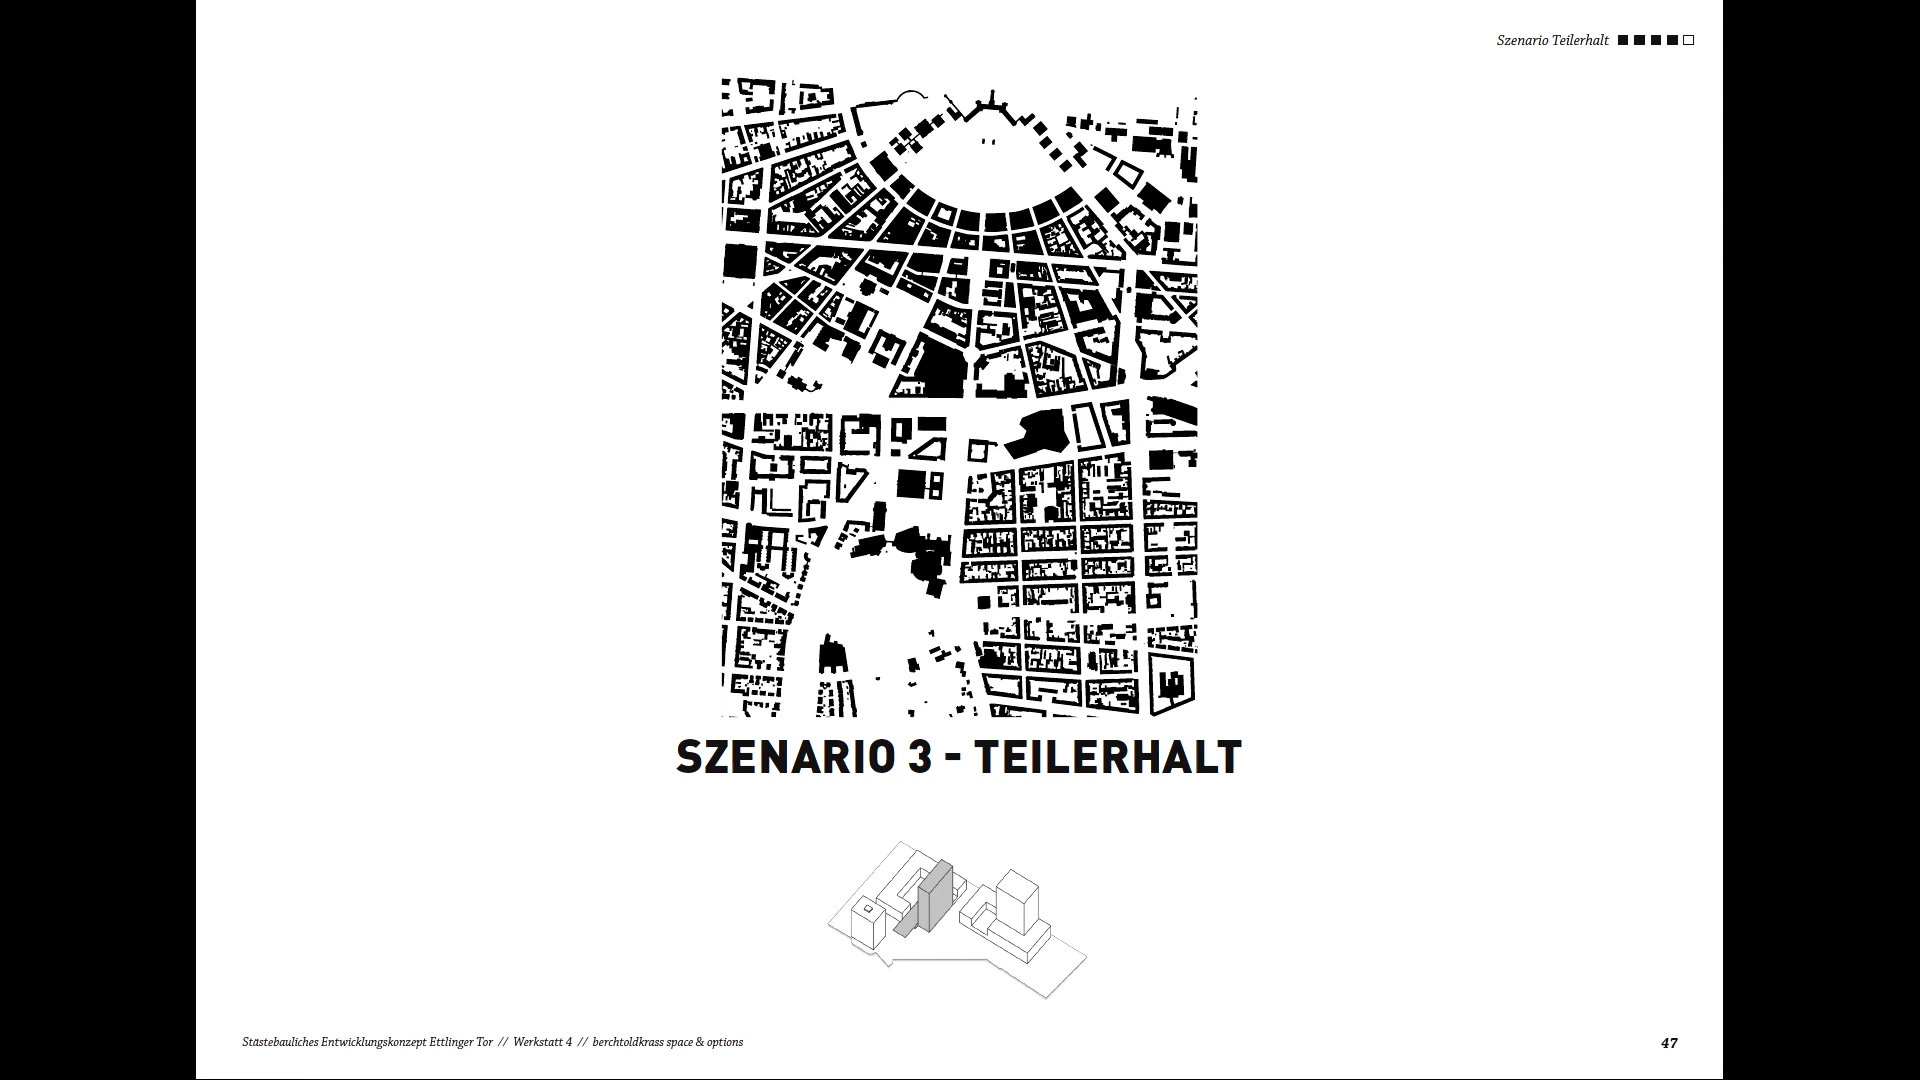 Szenario Teilerhalt
SZENARIO 3 - TEILERHALT
Stästebauliches Entwicklungskonzept Ettlinger Tor // Werkstatt 4 // berchtoldkrass space & options
47